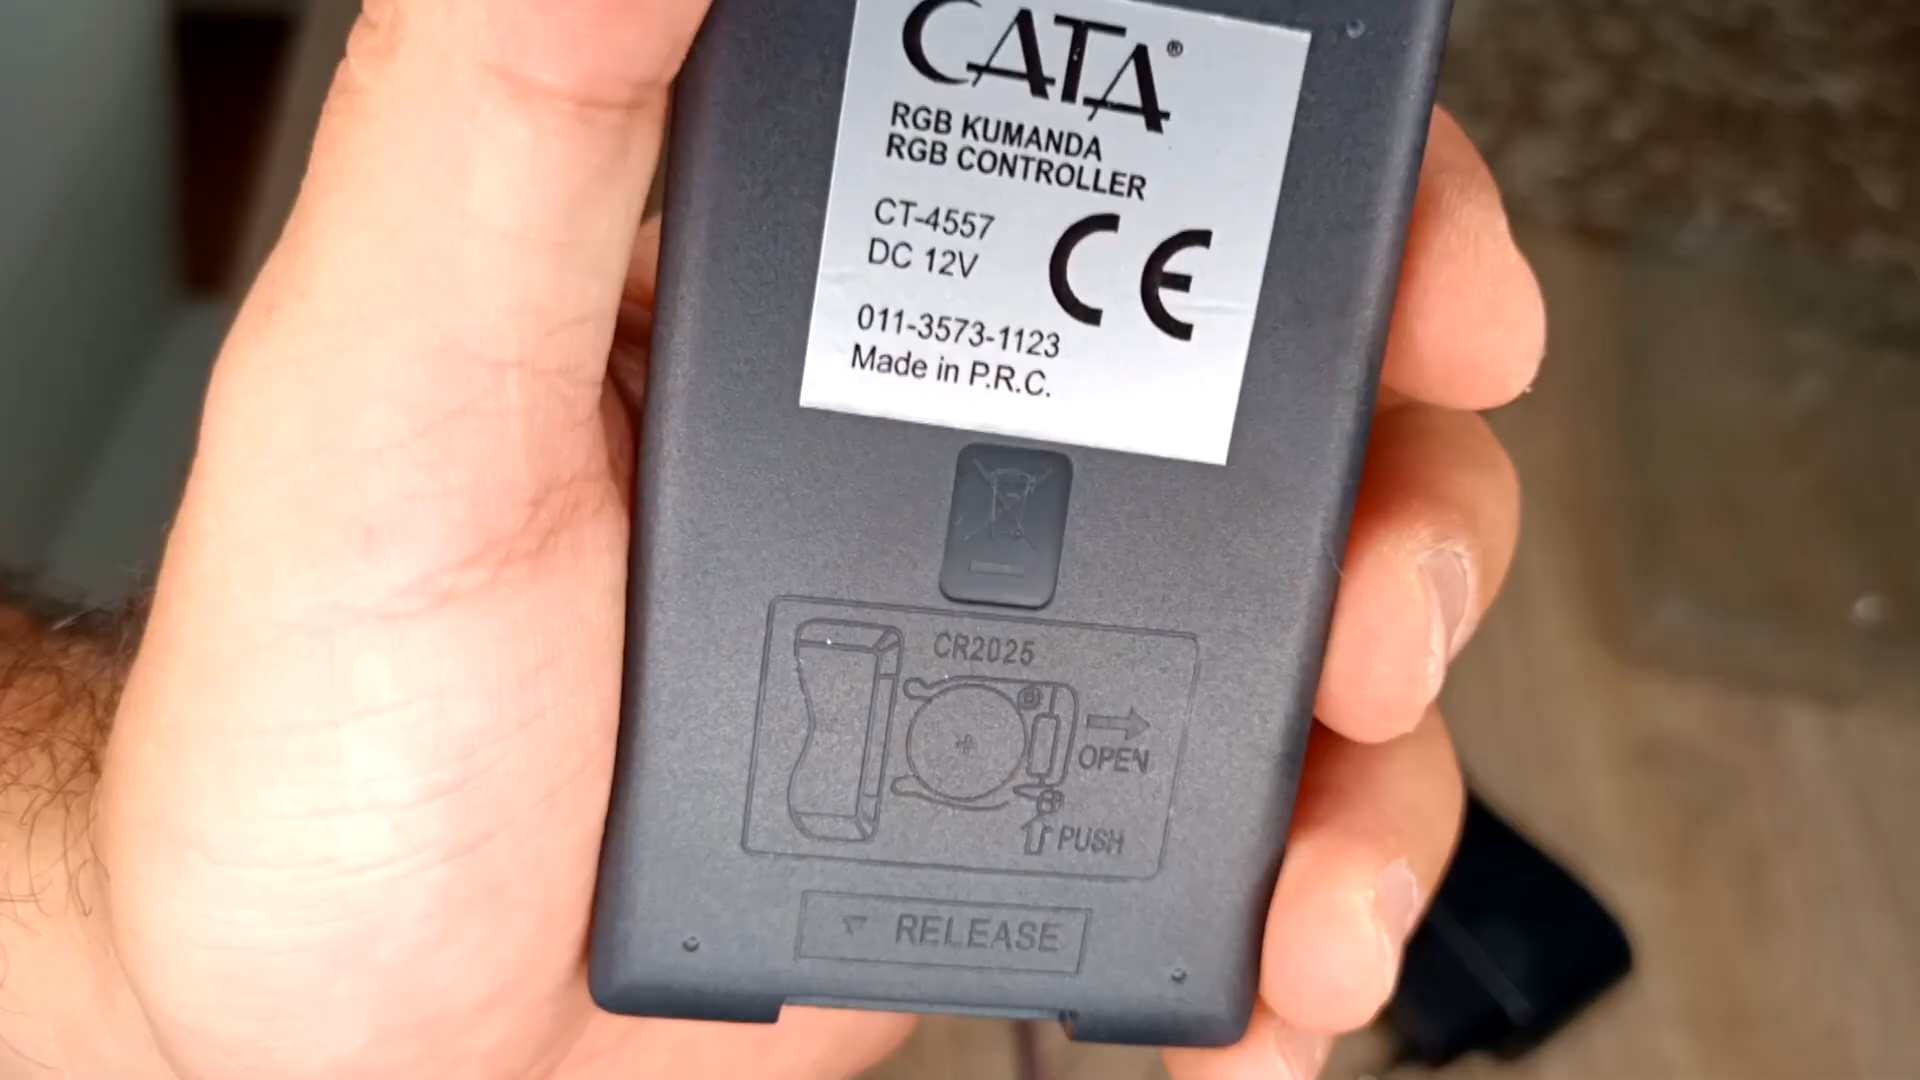 CATA®
RGB KUMANDA
RGB CONTROLLER
CT-4557
DC 12V
CE
011-3573-1123
Made in P.R.C.
CR2025
+
OPEN
PUSH
RELEASE